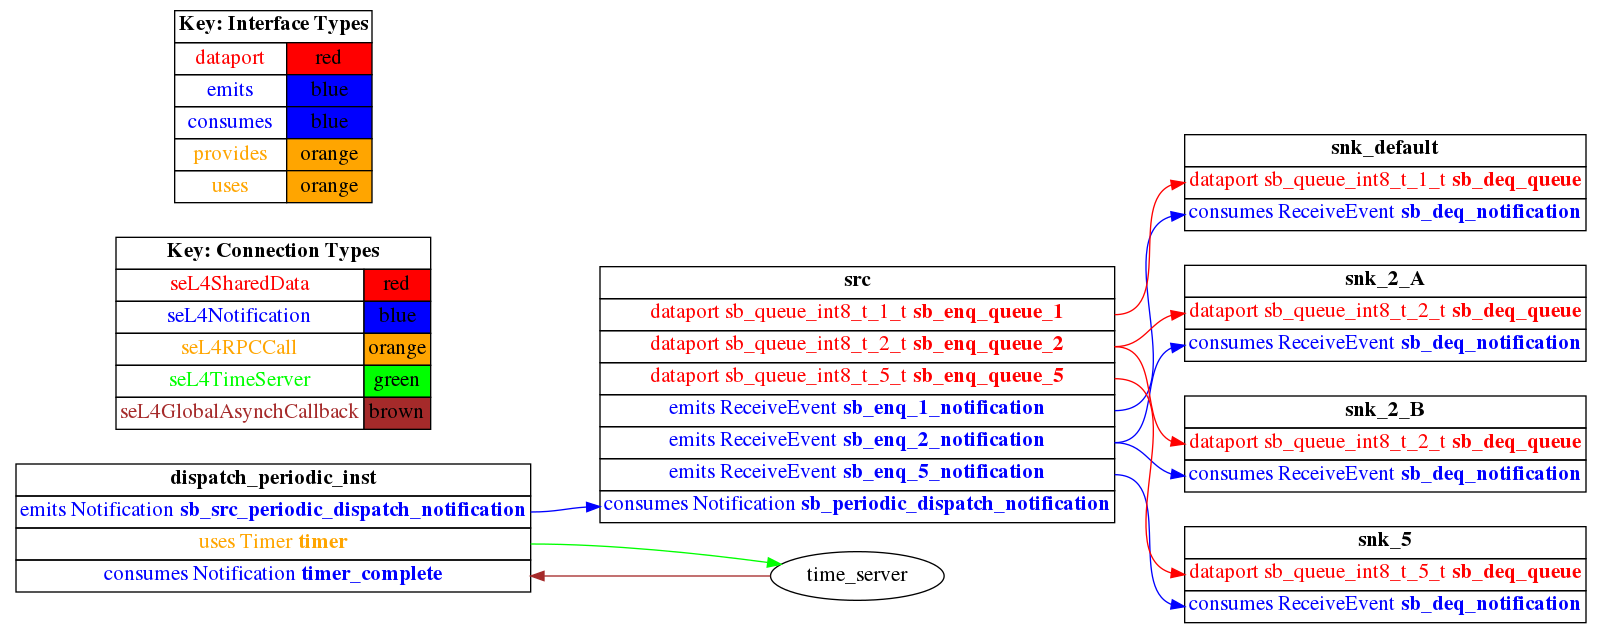 Key: Interface Types
dataport red
emits blue
consumes blue
provides orange
uses orange
Key: Connection Types
seL4SharedData red
seL4Notification blue
seL4RPCCall orange
seL4TimeServer green
seL4GlobalAsynchCallback brown
dispatch_periodic_inst
emits Notification sb_src_periodic_dispatch_notification
uses Timer timer
consumes Notification timer_complete
src
dataport sb_queue_int8_t_1_t sb_enq_queue_1
dataport sb_queue_int8_t_2_t sb_enq_queue_2
dataport sb_queue_int8_t_5_t sb_enq_queue_5
emits ReceiveEvent sb_enq_1_notification
emits ReceiveEvent sb_enq_2_notification
emits ReceiveEvent sb_enq_5_notification
consumes Notification sb_periodic_dispatch_notification
time_server
snk_default
dataport sb_queue_int8_t_1_t sb_deq_queue
consumes ReceiveEvent sb_deq_notification
snk_2_A
dataport sb_queue_int8_t_2_t sb_deq_queue
consumes ReceiveEvent sb_deq_notification
snk_2_B
dataport sb_queue_int8_t_2_t sb_deq_queue
consumes ReceiveEvent sb_deq_notification
snk_5
dataport sb_queue_int8_t_5_t sb_deq_queue
consumes ReceiveEvent sb_deq_notification